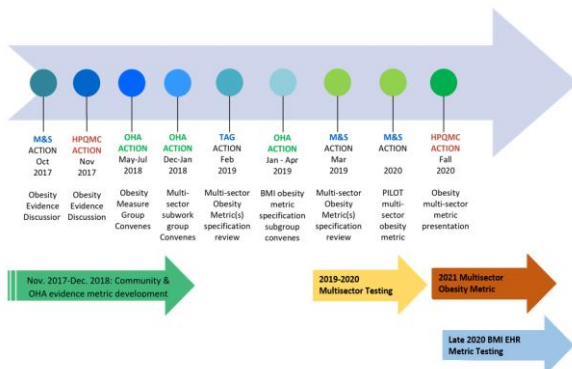 M&S
ACTION
Oct
2017
Obesity
Evidence
Discussior
HPQMC
ACTION
Nov
2017
Obesity
Evidence
Discussion
OHA
ACTION
May-Jul
2018
Obesity
Measure
Group
Convenes
OHA
ACTION
Dec-Jan
2018
Multi-
sector
subwork
group
Convenes
TAG
ACTION
Feb
2019
Multi-sector
Obesity
Metric(s)
specification
review
OHA
ACTION
Jan - Apr
2019
BMI obesity
metric
specification
subgroup
convenes
M&S
ACTION
Mar
2019
Multi-sector
Obesity
Metric(s)
specification
review
M&S
ACTION
2020
PILOT
multi-
sector
obesity
metric
HPQMC
ACTION
Fall
2020
Obesity
multi-sector
metric
presentation
Nov. 2017-Dec. 2018: Community &
OHA evidence metric development
2019-2020
Multisector Testing
2021 Multisector
Obesity Metric
Late 2020 BMI EHR
Metric Testing